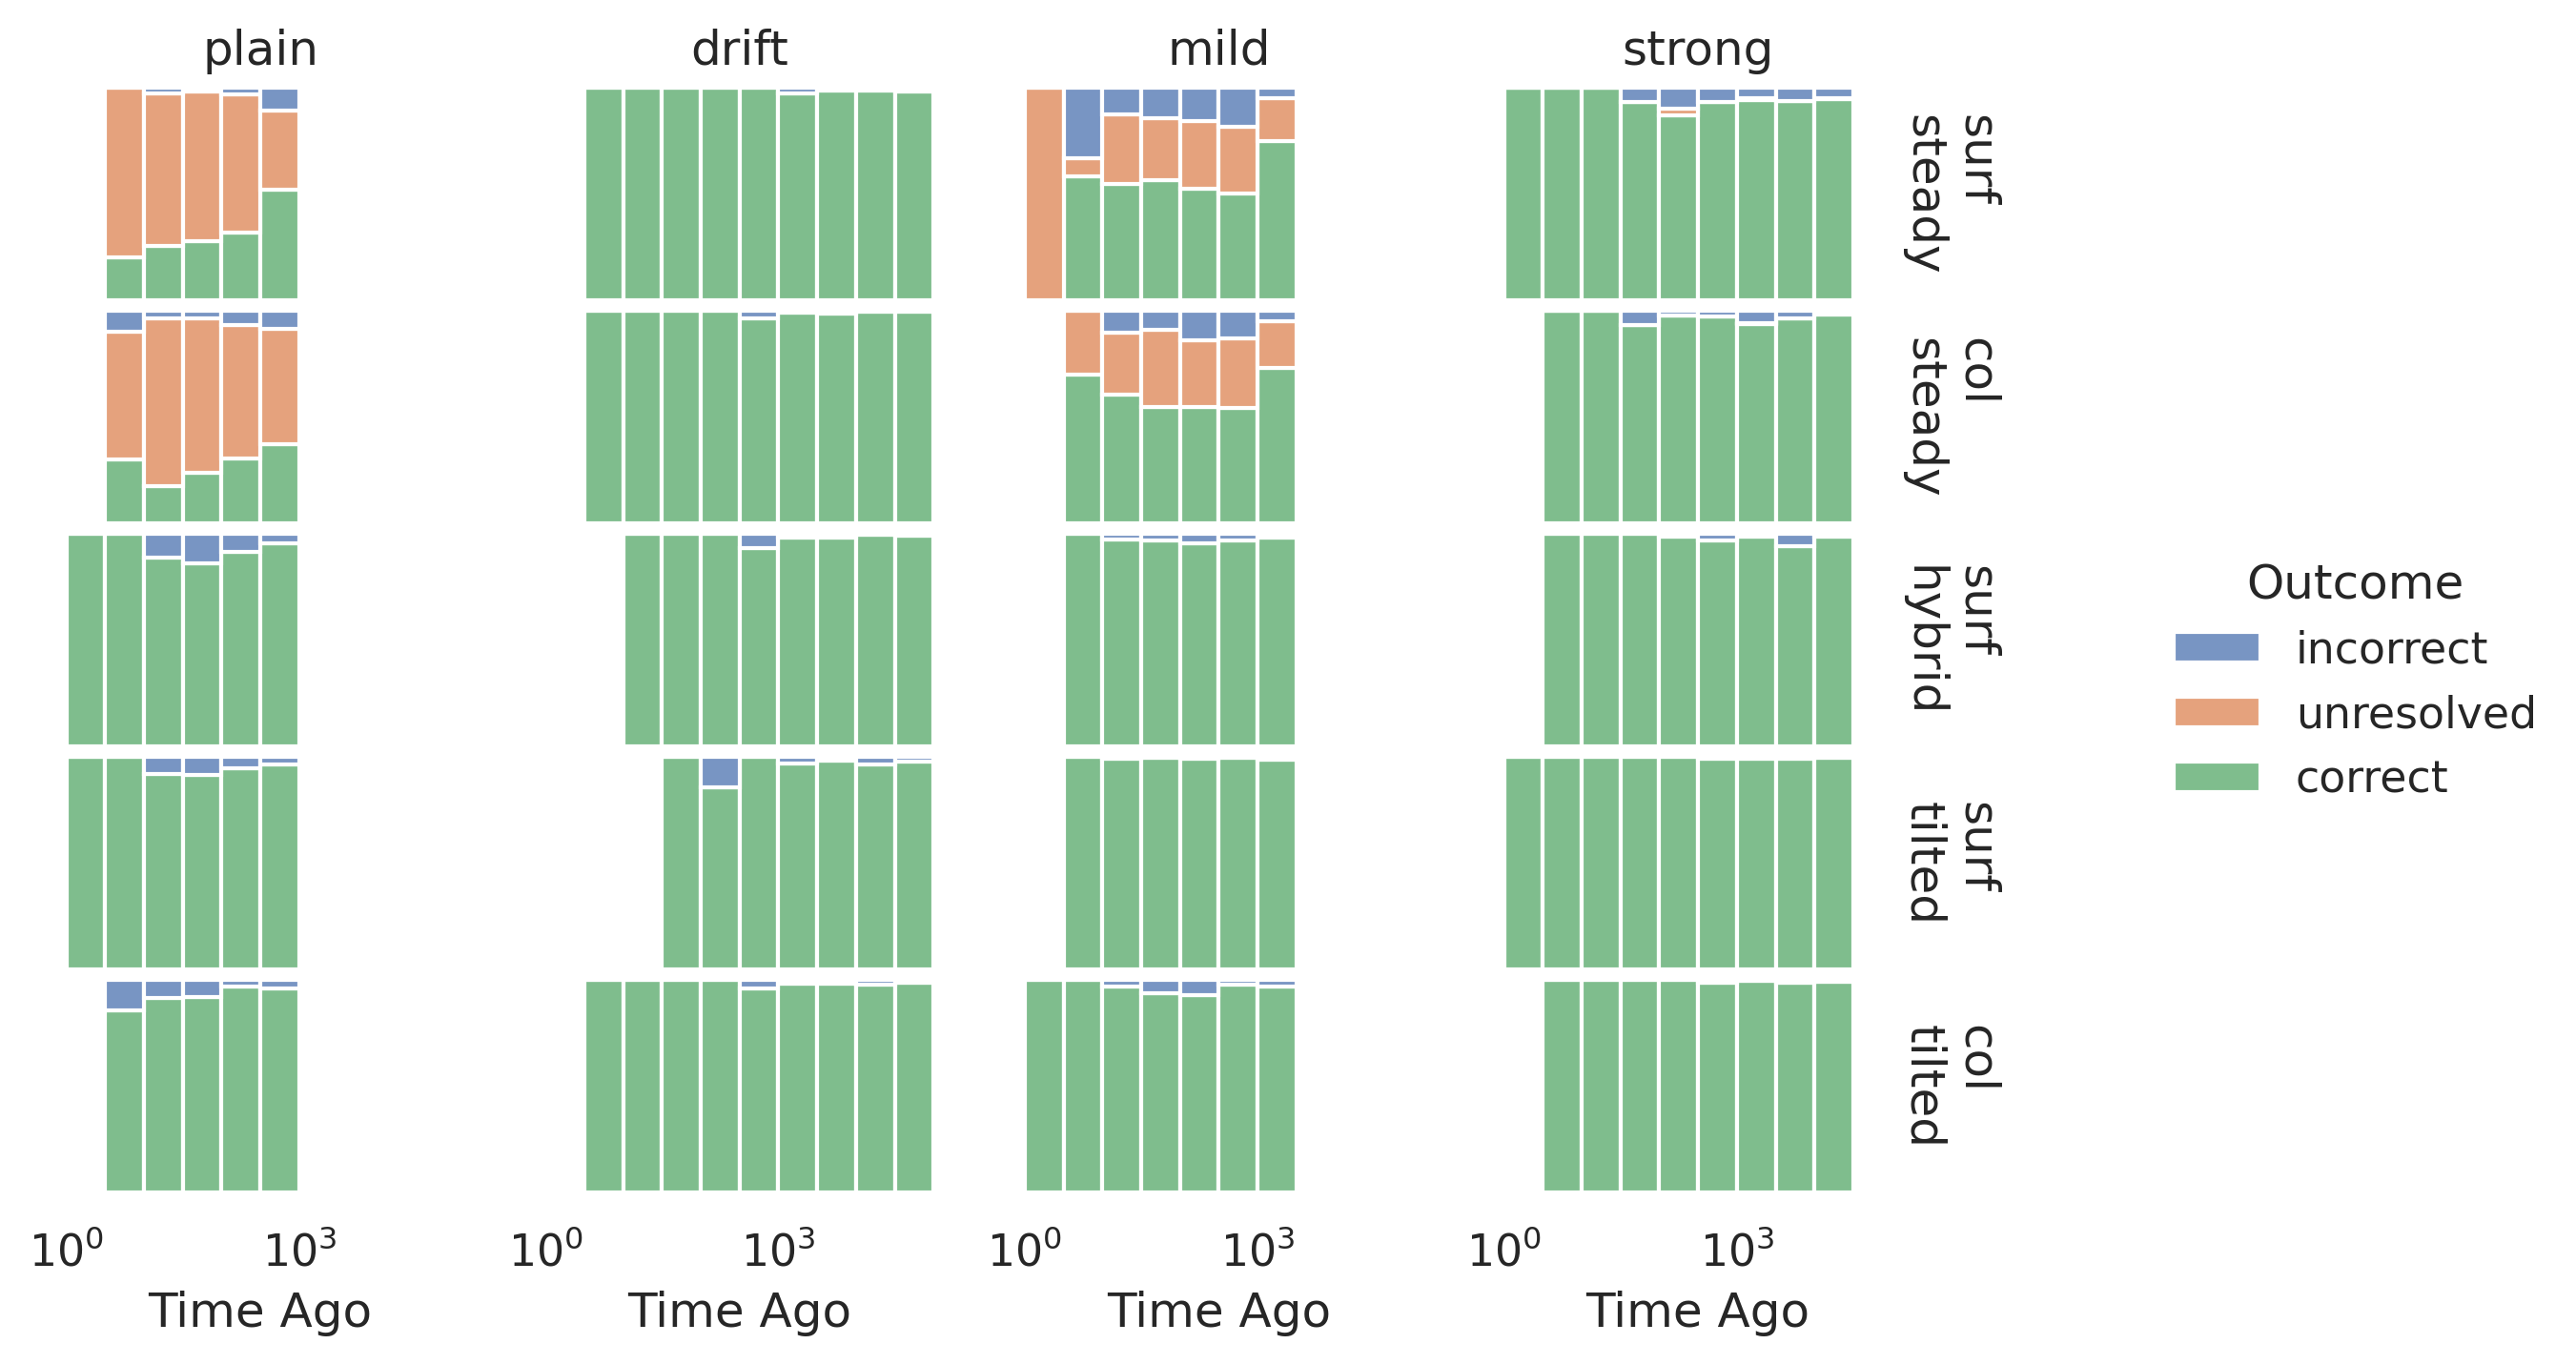 plain
drift
mild
strong
surf
steady
col
steady
surf
hybrid
surf
tilted
col
tilted
Outcome
incorrect
unresolved
correct
10⁰
10³
10⁰
10³
10⁰
10³
10⁰
10³
Time Ago
Time Ago
Time Ago
Time Ago